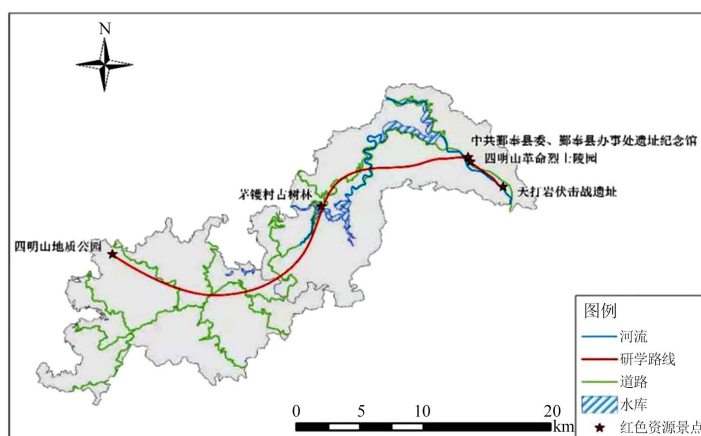 N
中共鄞奉县委、鄞奉县办事处遗址纪念馆
四明山革命烈士陵园
天打岩伏击战遗址
茅镬村古树林
四明山地质公园
图例
河流
研学路线
道路
水库
红色资源景点
0 5 10 20
km